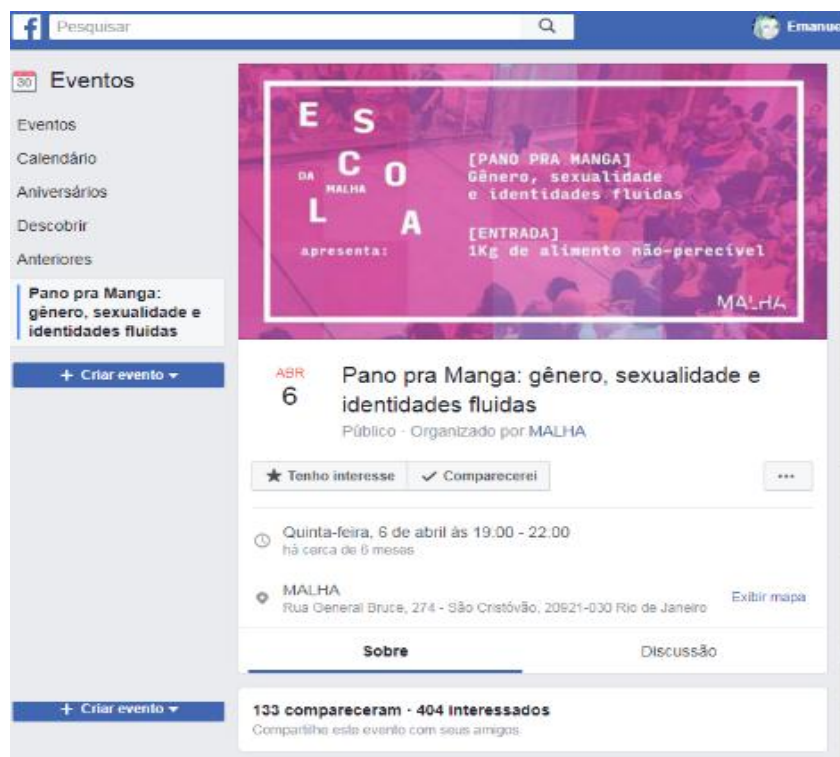 f Pesquisar Emanue
30 Eventos
Eventos
Calendário
Aniversários
Descobrir
Anteriores
Pano pra Manga:
gênero, sexualidade e
identidades fluidas
+ Criar evento
E S
DA C O
MALHA
L A
apresenta:
[PANO PRA MANGA]
Gênero, sexualidade
e identidades fluidas
[ENTRADA]
1Kg de alimento não-perecível
MALHA
ABR
6
Pano pra Manga: gênero, sexualidade e
identidades fluidas
Público · Organizado por MALHA
Tenho interesse Comparecerei ...
Quinta-feira, 6 de abril às 19:00 - 22:00
há cerca de 6 meses
MALHA
Rua General Bruce, 274 - São Cristóvão, 20921-030 Rio de Janeiro Exibir mapa
Sobre Discussão
+ Criar evento
133 compareceram · 404 interessados
Compartilhe este evento com seus amigos